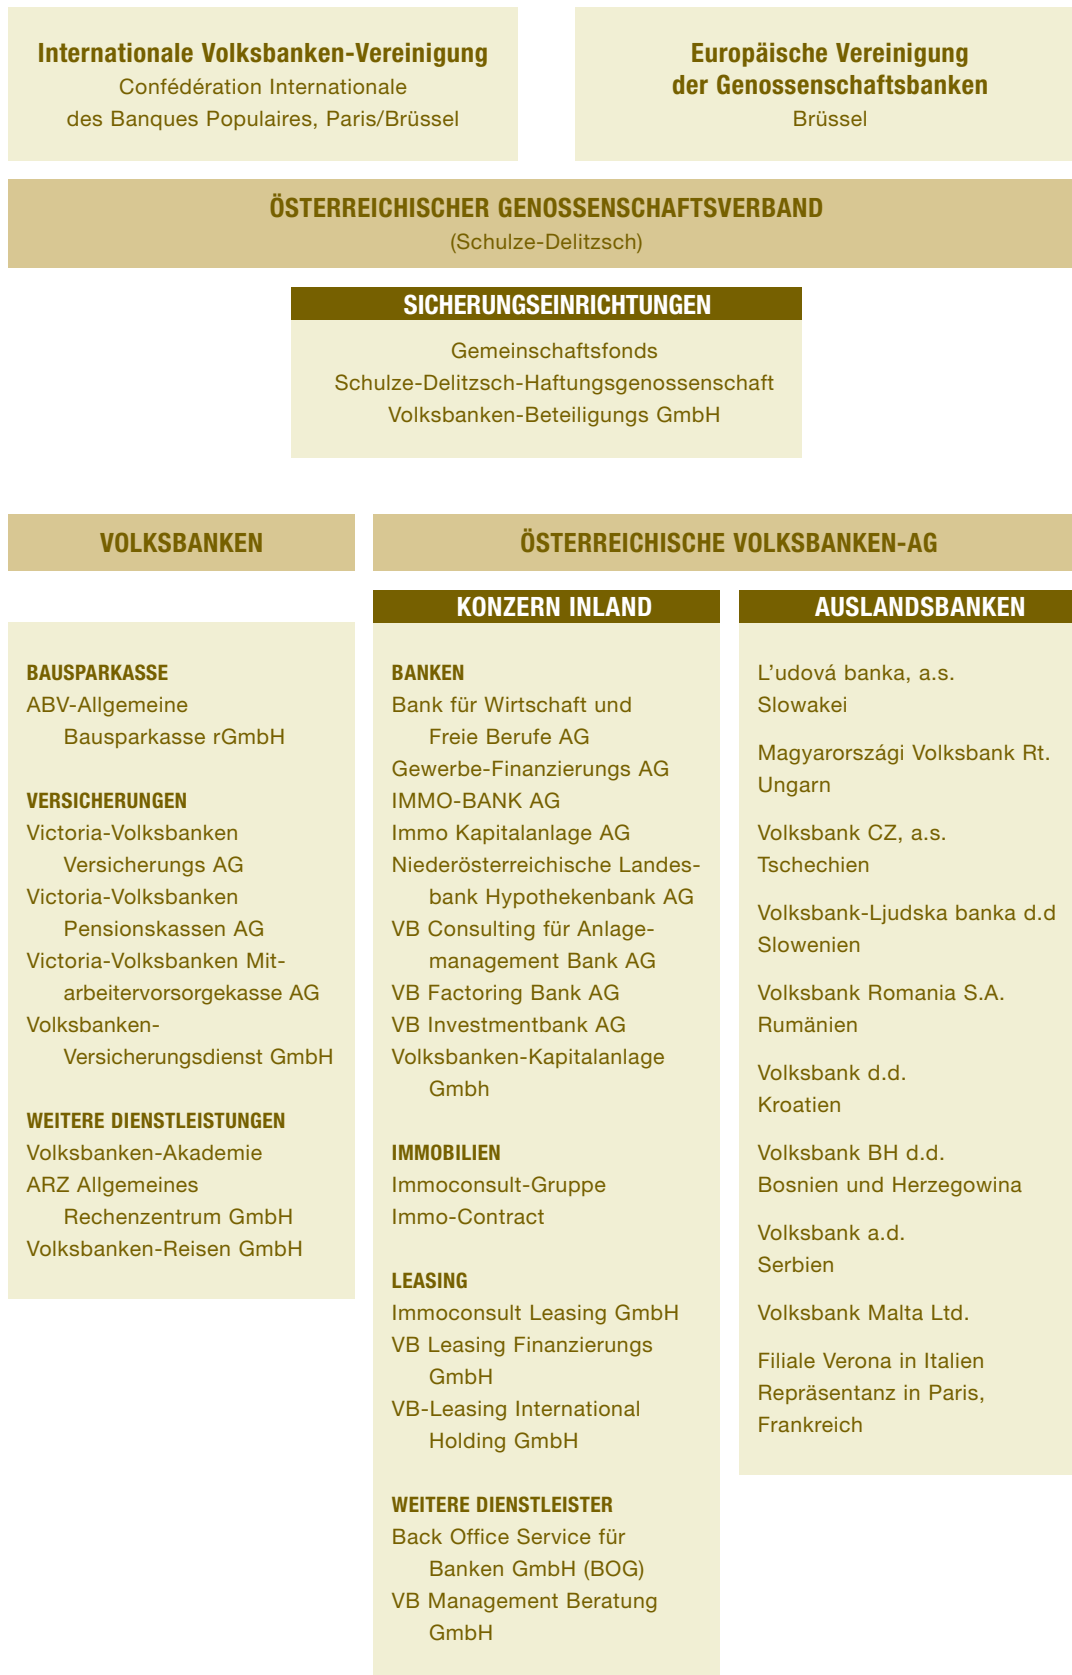 Internationale Volksbanken-Vereinigung
Confédération Internationale
des Banques Populaires, Paris/Brüssel
Europäische Vereinigung
der Genossenschaftsbanken
Brüssel
ÖSTERREICHISCHER GENOSSENSCHAFTSVERBAND
(Schulze-Delitzsch)
SICHERUNGSEINRICHTUNGEN
Gemeinschaftsfonds
Schulze-Delitzsch-Haftungsgenossenschaft
Volksbanken-Beteiligungs GmbH
VOLKSBANKEN
BAUSPARKASSE
ABV-Allgemeine
Bausparkasse rGmbH
VERSICHERUNGEN
Victoria-Volksbanken
Versicherungs AG
Victoria-Volksbanken
Pensionskassen AG
Victoria-Volksbanken Mit-
arbeitervorsorgekasse AG
Volksbanken-
Versicherungsdienst GmbH
WEITERE DIENSTLEISTUNGEN
Volksbanken-Akademie
ARZ Allgemeines
Rechenzentrum GmbH
Volksbanken-Reisen GmbH
ÖSTERREICHISCHE VOLKSBANKEN-AG
KONZERN INLAND
BANKEN
Bank für Wirtschaft und
Freie Berufe AG
Gewerbe-Finanzierungs AG
IMMO-BANK AG
Immo Kapitalanlage AG
Niederösterreichische Landes-
bank Hypothekenbank AG
VB Consulting für Anlage-
management Bank AG
VB Factoring Bank AG
VB Investmentbank AG
Volksbanken-Kapitalanlage
Gmbh
IMMOBILIEN
Immoconsult-Gruppe
Immo-Contract
LEASING
Immoconsult Leasing GmbH
VB Leasing Finanzierungs
GmbH
VB-Leasing International
Holding GmbH
WEITERE DIENSTLEISTER
Back Office Service für
Banken GmbH (BOG)
VB Management Beratung
GmbH
AUSLANDSBANKEN
L’udová banka, a.s.
Slowakei
Magyarországi Volksbank Rt.
Ungarn
Volksbank CZ, a.s.
Tschechien
Volksbank-Ljudska banka d.d
Slowenien
Volksbank Romania S.A.
Rumänien
Volksbank d.d.
Kroatien
Volksbank BH d.d.
Bosnien und Herzegowina
Volksbank a.d.
Serbien
Volksbank Malta Ltd.
Filiale Verona in Italien
Repräsentanz in Paris,
Frankreich